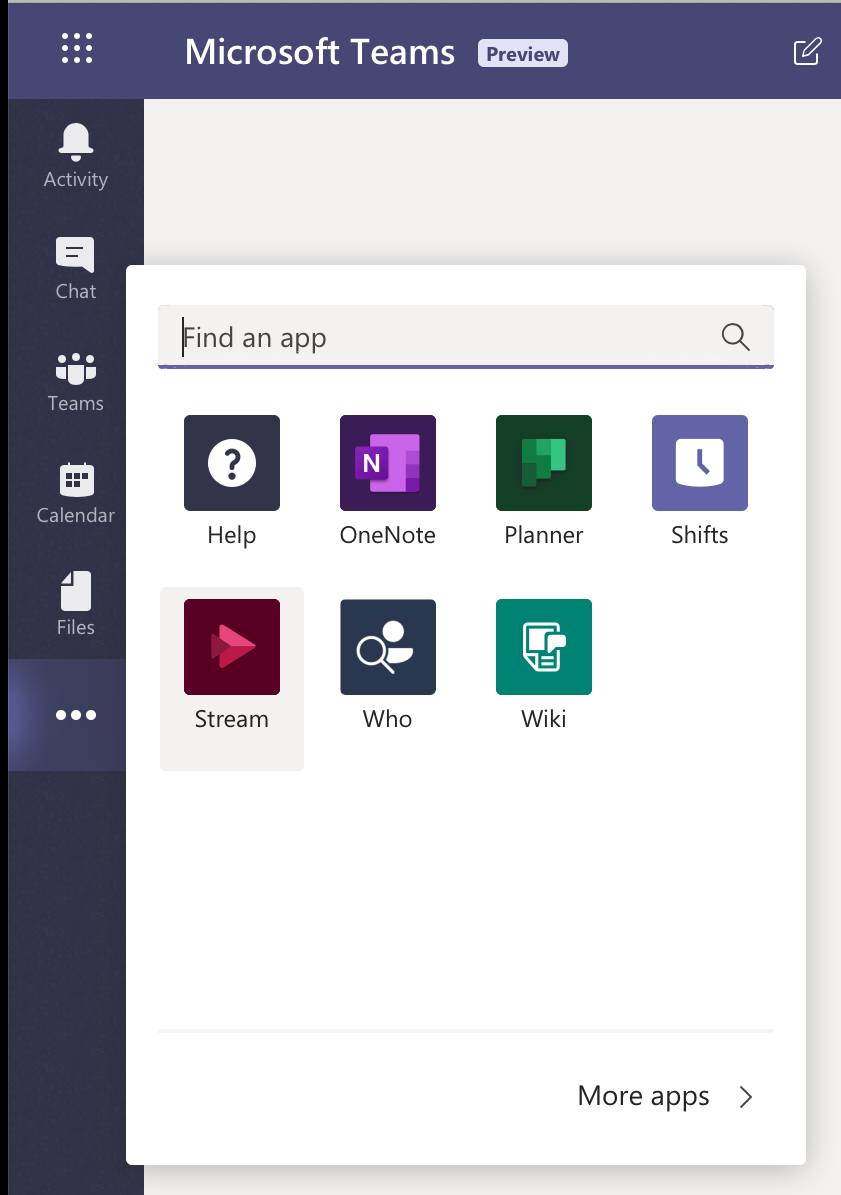 Microsoft Teams Preview
Activity
Chat
Teams
Calendar
Files
Find an app
Help OneNote Planner Shifts
Stream Who Wiki
More apps